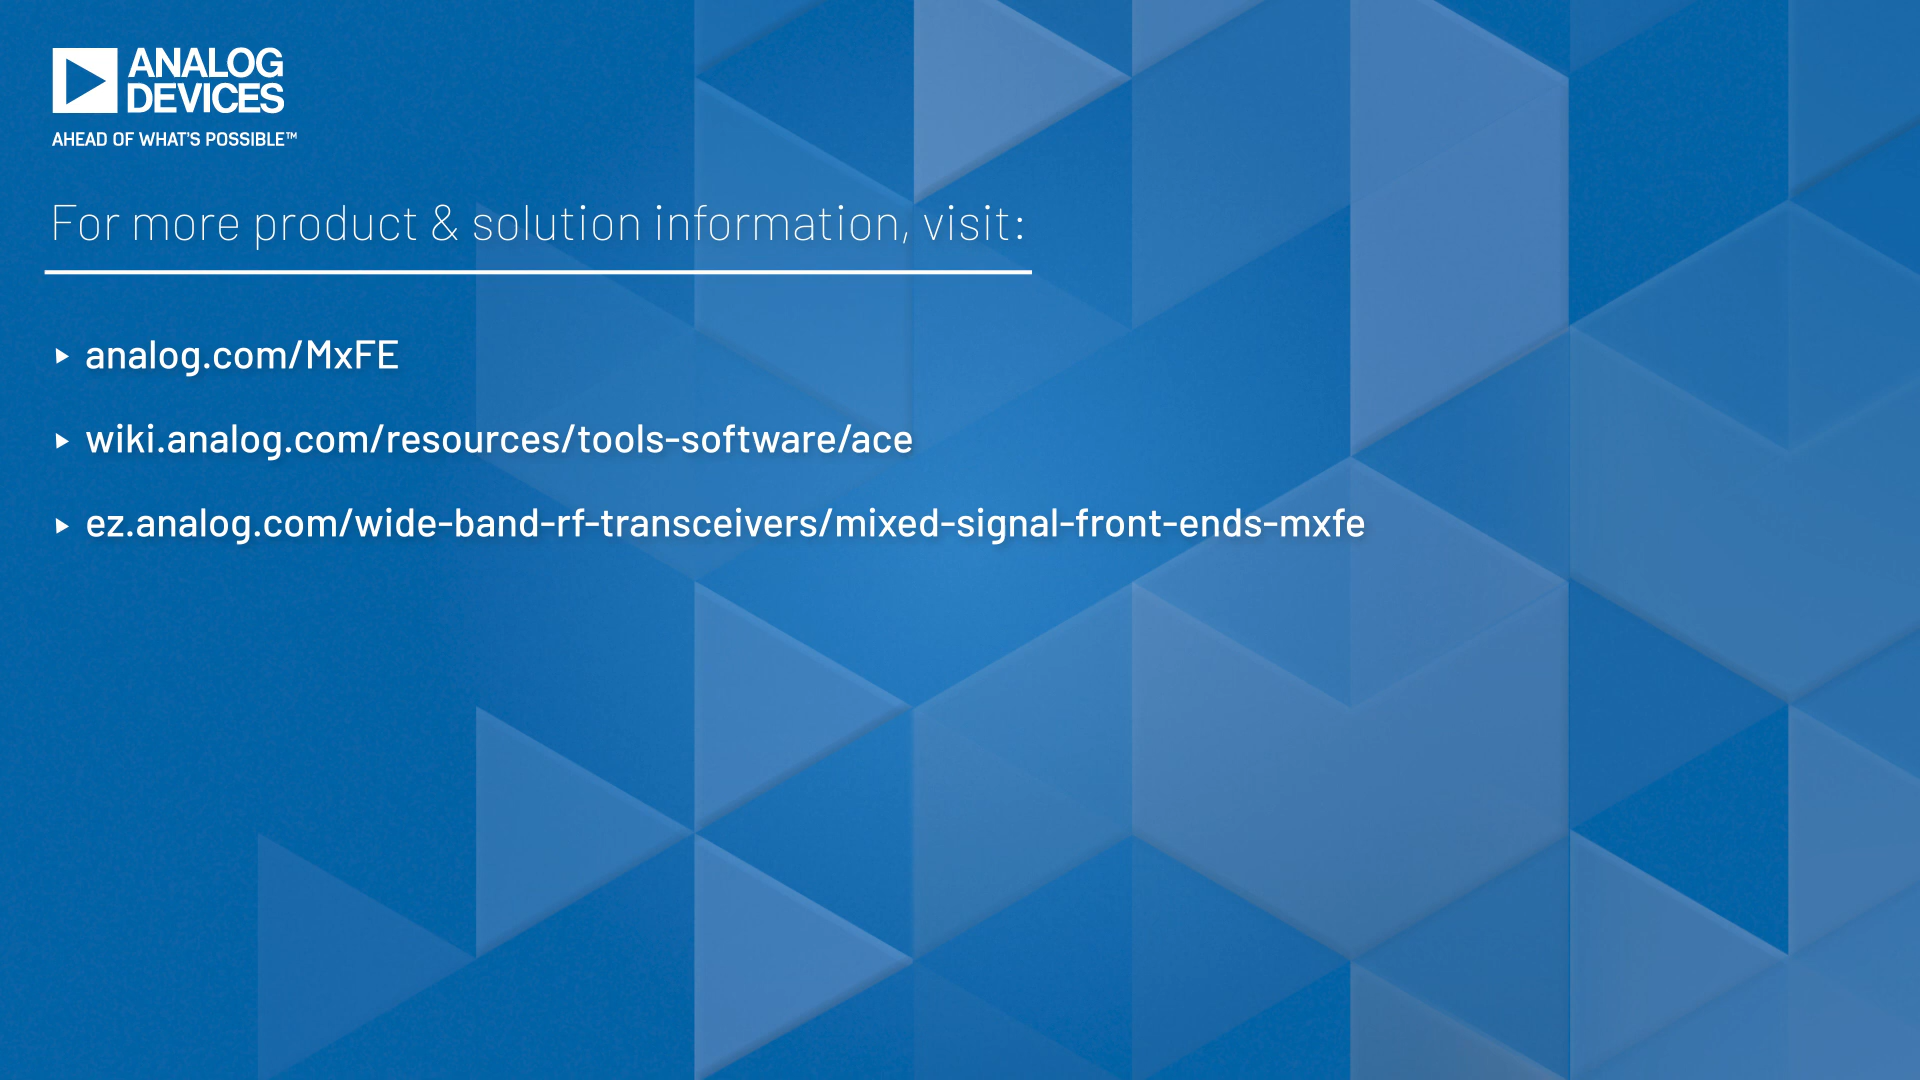 ANALOG
DEVICES
AHEAD OF WHAT'S POSSIBLE™
For more product & solution information, visit:
analog.com/MxFE
wiki.analog.com/resources/tools-software/ace
ez.analog.com/wide-band-rf-transceivers/mixed-signal-front-ends-mxfe